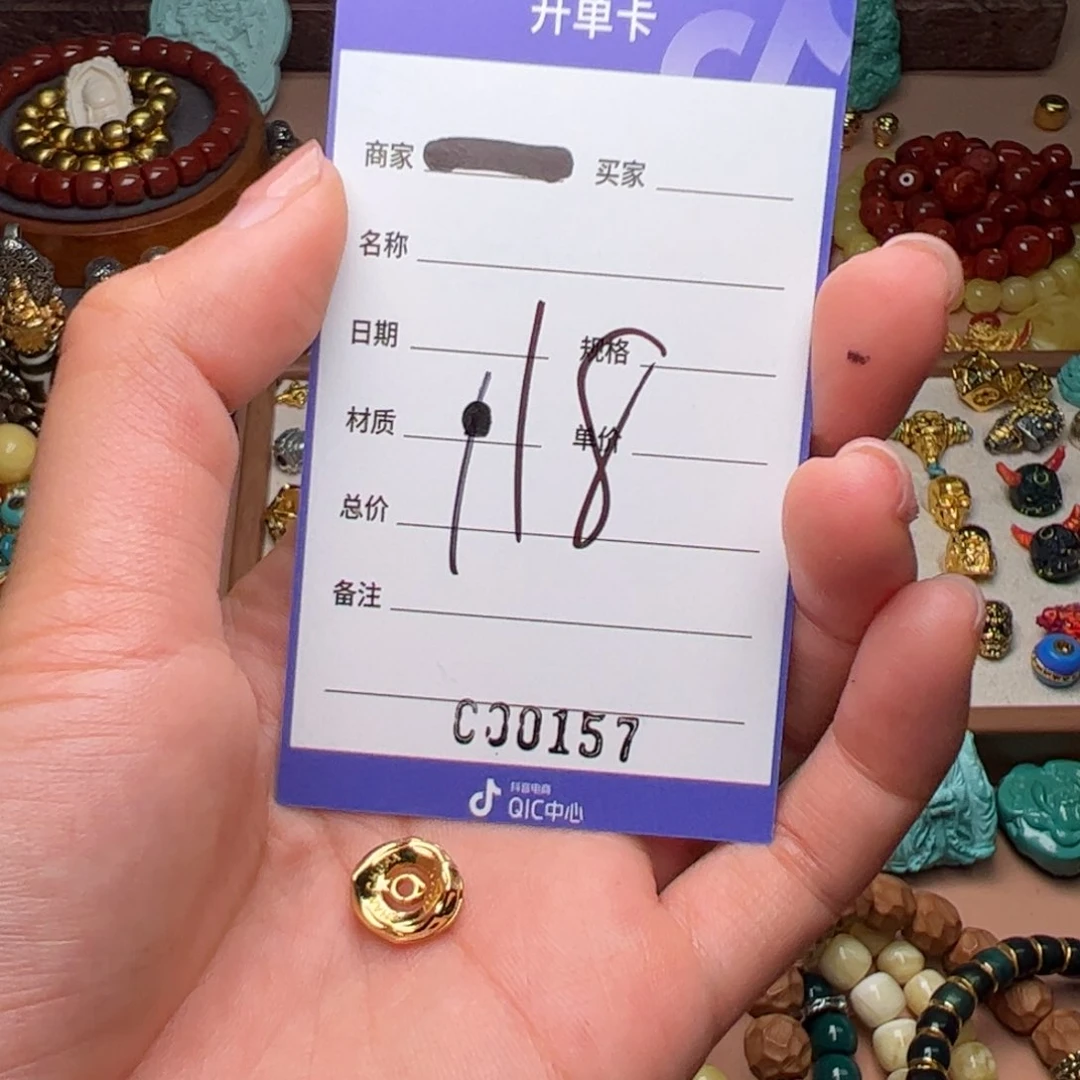 开单卡
商家 买家
名称
日期 规格
材质 单价
总价
118
备注
C00157
抖音电商
QIC中心